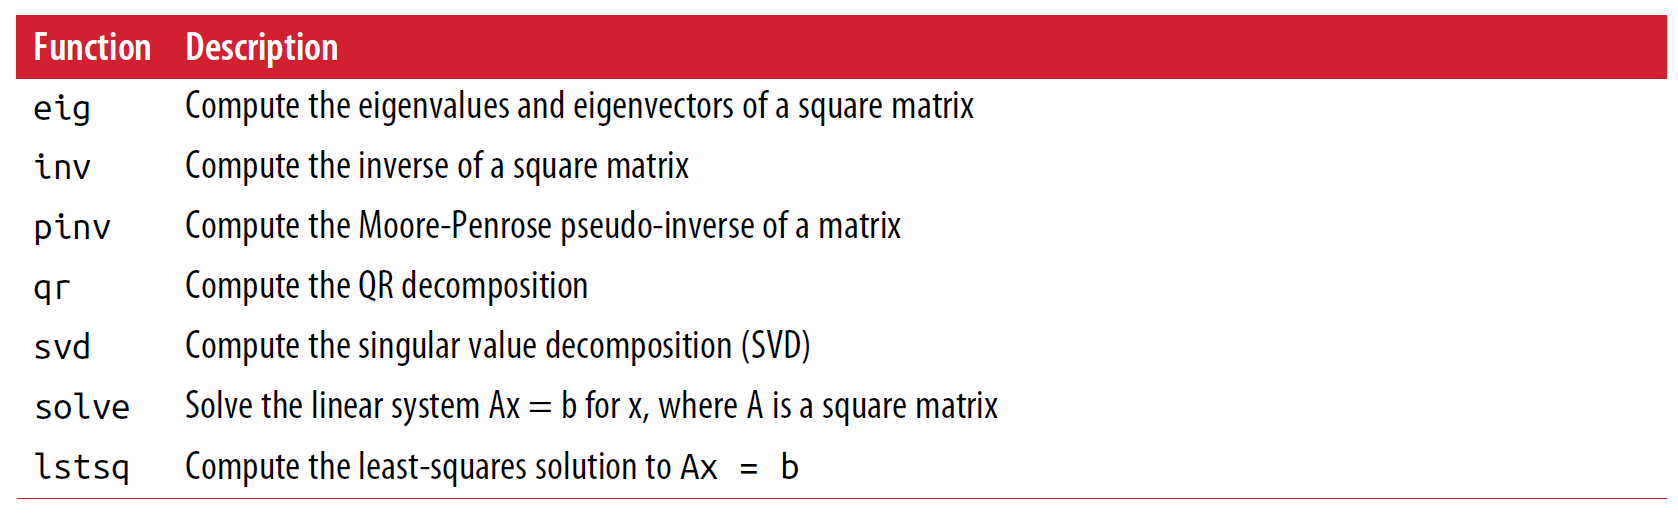 Function Description
eig Compute the eigenvalues and eigenvectors of a square matrix
inv Compute the inverse of a square matrix
pinv Compute the Moore-Penrose pseudo-inverse of a matrix
qr Compute the QR decomposition
svd Compute the singular value decomposition (SVD)
solve Solve the linear system Ax = b for x, where A is a square matrix
lstsq Compute the least-squares solution to Ax = b